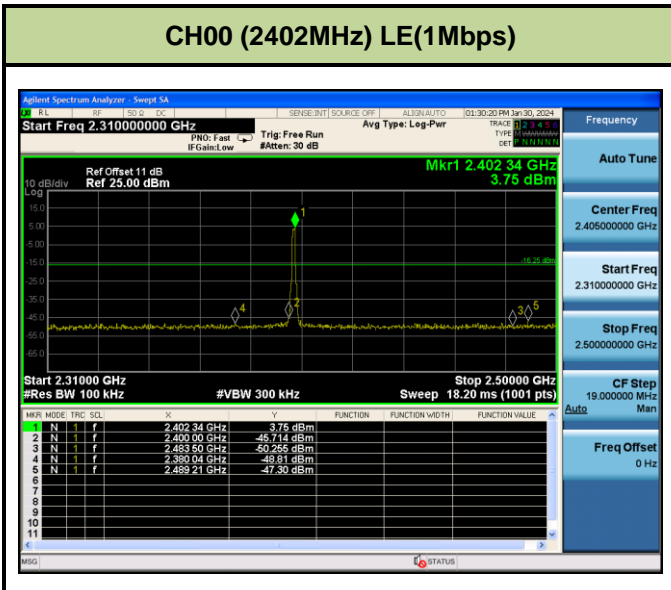 CH00 (2402MHz) LE(1Mbps)
Agilent Spectrum Analyzer - Swept SA
RL RF 50 Ω DC SENSE:INT SOURCE OFF ALIGN AUTO 01:30:20 PM Jan 30, 2024
Start Freq 2.310000000 GHz
PNO: Fast
IFGain:Low
Trig: Free Run
#Atten: 30 dB
Avg Type: Log-Pwr
TRACE 1 2 3 4 5 6
TYPE
DET P N N N N N
Ref Offset 11 dB
10 dB/div Ref 25.00 dBm
Log
Mkr1 2.402 34 GHz
3.75 dBm
15.0
5.00
-5.00
-15.0
-25.0
-35.0
-45.0
-55.0
-65.0
-16.25 dBm
1
2
3
4
5
Start 2.31000 GHz Stop 2.50000 GHz
#Res BW 100 kHz #VBW 300 kHz Sweep 18.20 ms (1001 pts)
MKR MODE TRC SCL X Y FUNCTION FUNCTION WIDTH FUNCTION VALUE
1 N 1 f 2.402 34 GHz 3.75 dBm
2 N 1 f 2.400 00 GHz -45.714 dBm
3 N 1 f 2.483 50 GHz -50.255 dBm
4 N 1 f 2.380 04 GHz -48.81 dBm
5 N 1 f 2.489 21 GHz -47.30 dBm
6
7
8
9
10
11
MSG STATUS
Frequency
Auto Tune
Center Freq
2.405000000 GHz
Start Freq
2.310000000 GHz
Stop Freq
2.500000000 GHz
CF Step
19.000000 MHz
Auto Man
Freq Offset
0 Hz